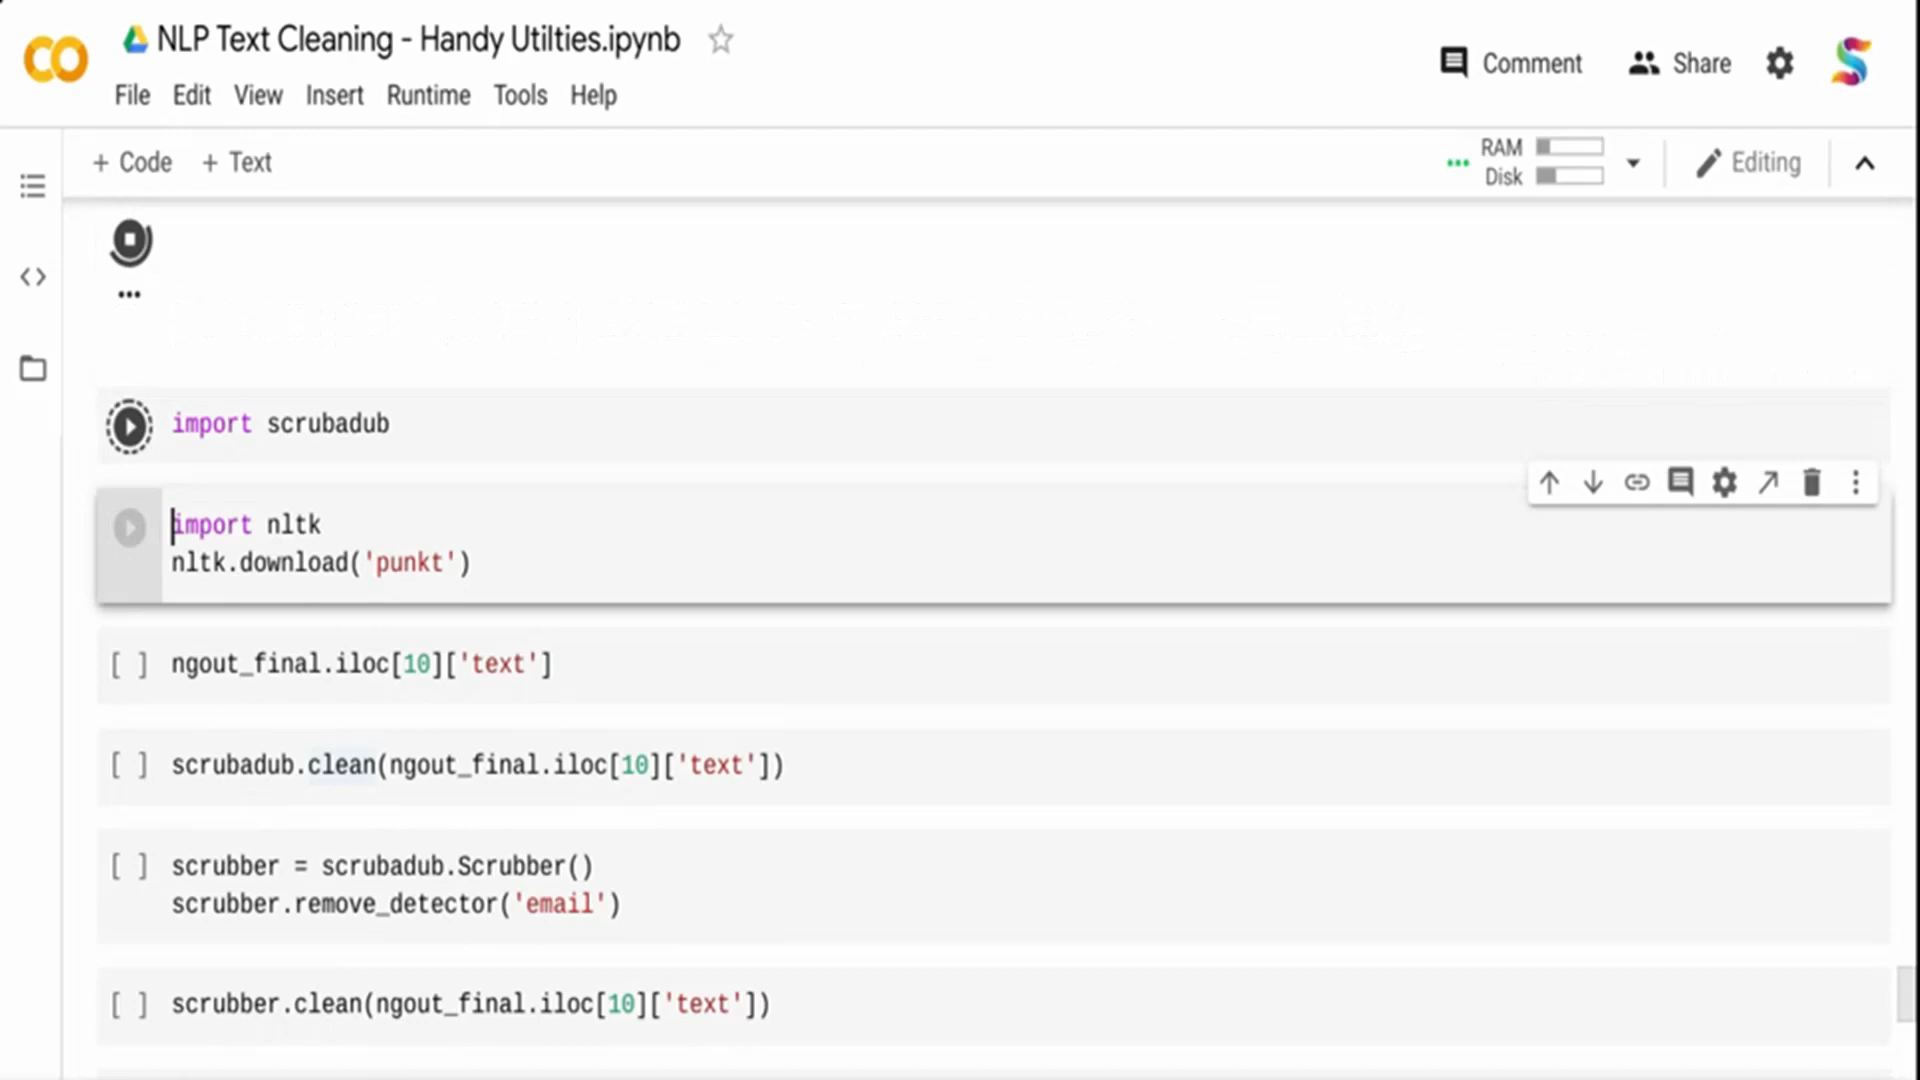 NLP Text Cleaning - Handy Utilties.ipynb
File Edit View Insert Runtime Tools Help
Comment
Share
+ Code + Text
RAM
Disk
Editing
import scrubadub
import nltk
nltk.download('punkt')
[ ] ngout_final.iloc[10]['text']
[ ] scrubadub.clean(ngout_final.iloc[10]['text'])
[ ] scrubber = scrubadub.Scrubber()
scrubber.remove_detector('email')
[ ] scrubber.clean(ngout_final.iloc[10]['text'])